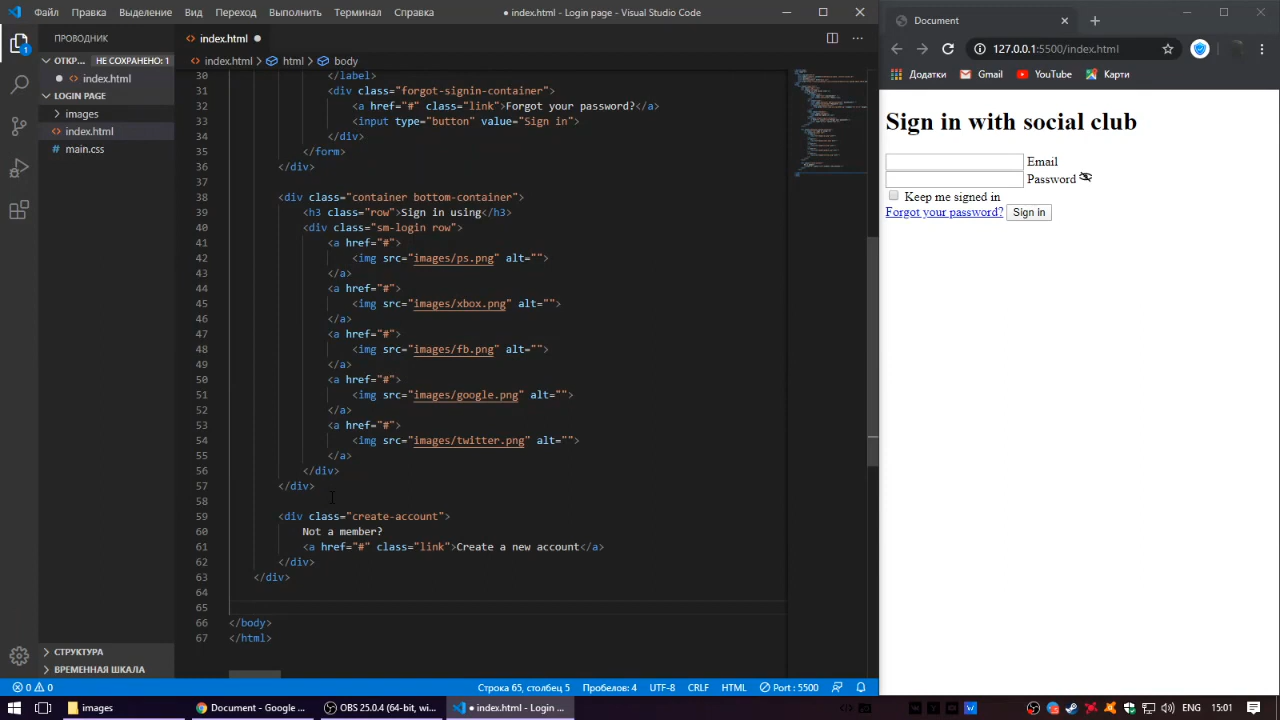 Файл Правка Выделение Вид Переход Выполнить Терминал Справка
● index.html - Login page - Visual Studio Code
ПРОВОДНИК
ОТКР... НЕ СОХРАНЕНО: 1
● index.html
LOGIN PAGE
images
index.html
main.css
СТРУКТУРА
ВРЕМЕННАЯ ШКАЛА
1
index.html ●
index.html > html > body
30 </label>
31 <div class="forgot-signin-container">
32 <a href="#" class="link">Forgot your password?</a>
33 <input type="button" value="Sign in">
34 </div>
35 </form>
36 </div>
37
38 <div class="container bottom-container">
39 <h3 class="row">Sign in using</h3>
40 <div class="sm-login row">
41 <a href="#">
42 <img src="images/ps.png" alt="">
43 </a>
44 <a href="#">
45 <img src="images/xbox.png" alt="">
46 </a>
47 <a href="#">
48 <img src="images/fb.png" alt="">
49 </a>
50 <a href="#">
51 <img src="images/google.png" alt="">
52 </a>
53 <a href="#">
54 <img src="images/twitter.png" alt="">
55 </a>
56 </div>
57 </div>
58
59 <div class="create-account">
60 Not a member?
61 <a href="#" class="link">Create a new account</a>
62 </div>
63 </div>
64
65
66 </body>
67 </html>
0 0 Строка 65, столбец 5 Пробелов: 4 UTF-8 CRLF HTML Port : 5500
Document
127.0.0.1:5500/index.html
Додатки Gmail YouTube Карти
Sign in with social club
Email
Password
Keep me signed in
Forgot your password? Sign in
images Document - Google ... OBS 25.0.4 (64-bit, wi... ● index.html - Login ... УКР 15:01